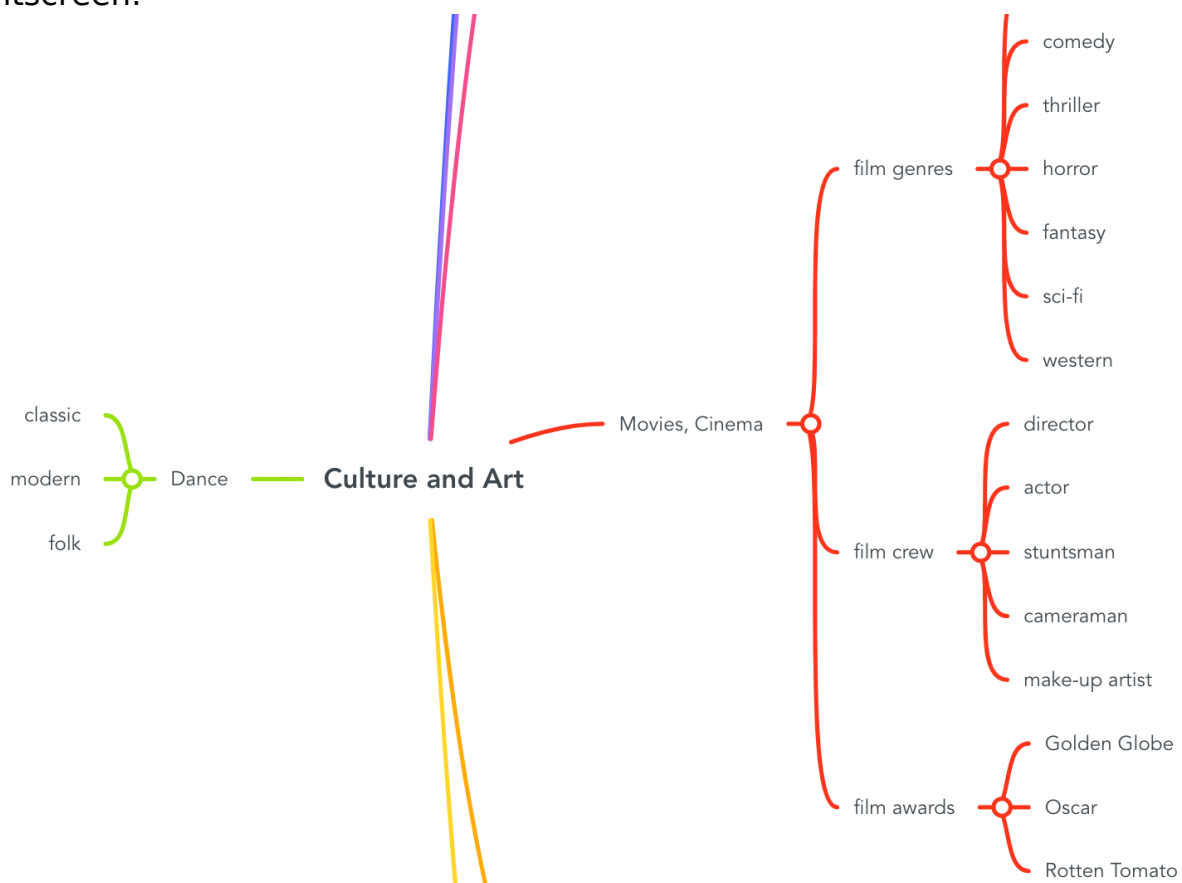 comedy
thriller
film genres
horror
fantasy
sci-fi
western
classic
modern
folk
Dance
Culture and Art
Movies, Cinema
director
actor
film crew
stuntsman
cameraman
make-up artist
Golden Globe
film awards
Oscar
Rotten Tomato